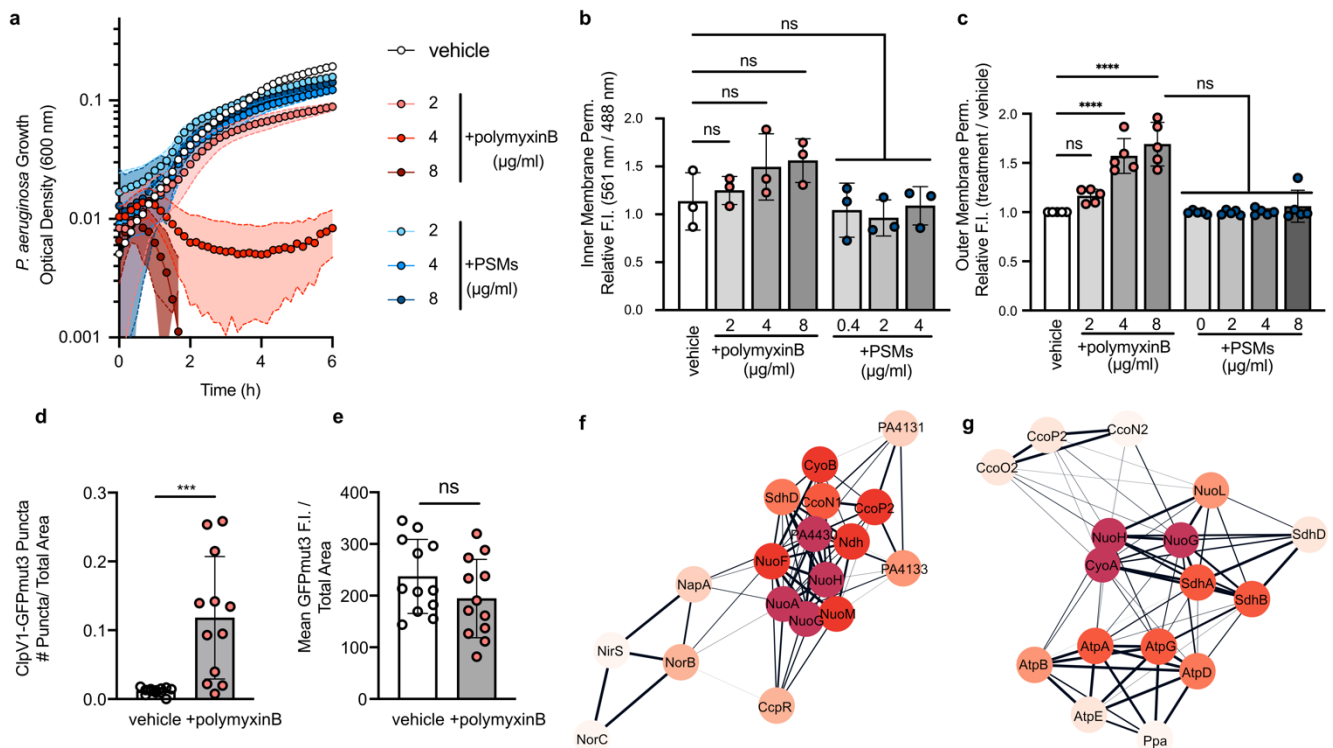 a
P. aeruginosa Growth
Optical Density (600 nm)
0.1
0.01
0.001
0
2
4
6
Time (h)
vehicle
2
4
8
+polymyxinB
(µg/ml)
2
4
8
+PSMs
(µg/ml)
b
Inner Membrane Perm.
Relative F.I. (561 nm / 488 nm)
2.0
1.5
1.0
0.5
0.0
ns
ns
ns
ns
vehicle
2 4 8
+polymyxinB
(µg/ml)
0.4 2 4
+PSMs
(µg/ml)
c
Outer Membrane Perm.
Relative F.I. (treatment / vehicle)
2.0
1.5
1.0
0.5
0.0
****
****
ns
****
vehicle
2 4 8
+polymyxinB
(µg/ml)
0 2 4 8
+PSMs
(µg/ml)
d
ClpV1-GFPmut3 Puncta
# Puncta/ Total Area
0.3
0.2
0.1
0.0
***
vehicle +polymyxinB
e
Mean GFPmut3 F.I. /
Total Area
400
300
200
100
0
ns
vehicle +polymyxinB
f
PA4131
CyoB
SdhD
CcoN1
CcoP2
PA4430
Ndh
NuoF
PA4133
NapA
NuoH
NuoA
NuoM
NuoG
NirS
NorB
CcpR
NorC
g
CcoP2
CcoN2
CcoO2
NuoL
NuoH
NuoG
SdhD
CyoA
SdhA
SdhB
AtpB
AtpA
AtpG
AtpD
AtpE
Ppa